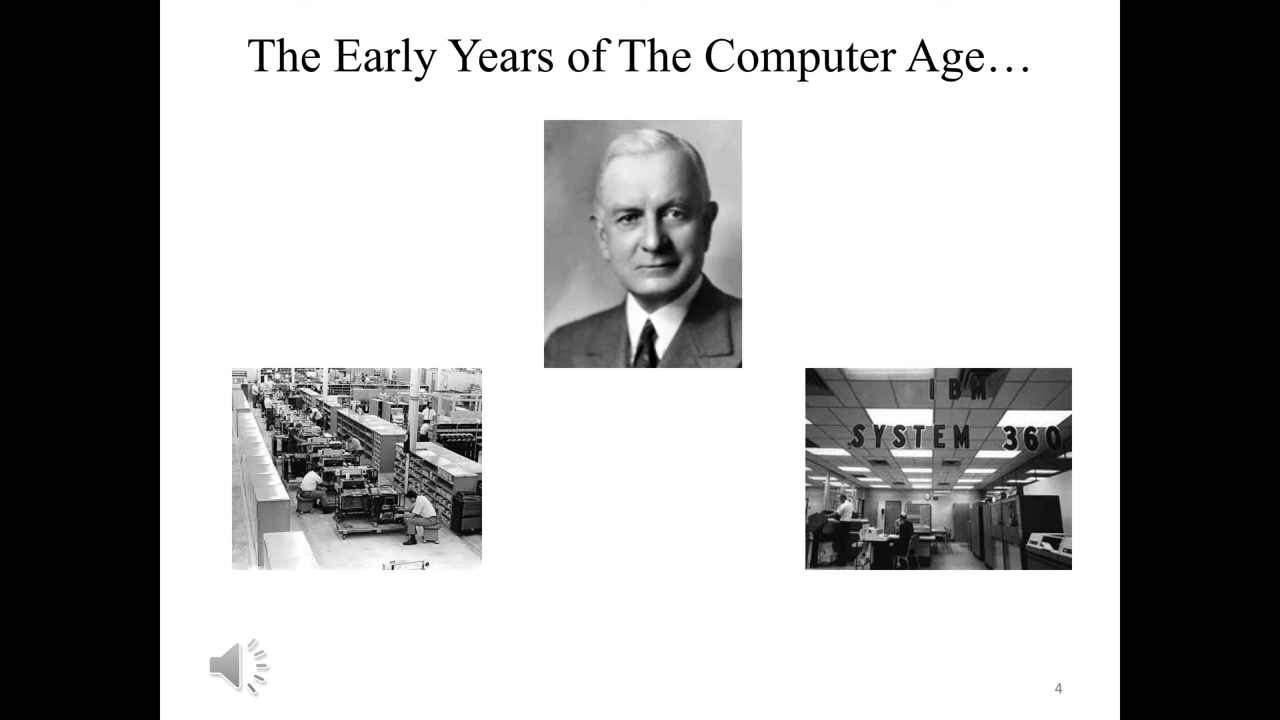 The Early Years of The Computer Age…
IBM
SYSTEM 360
4